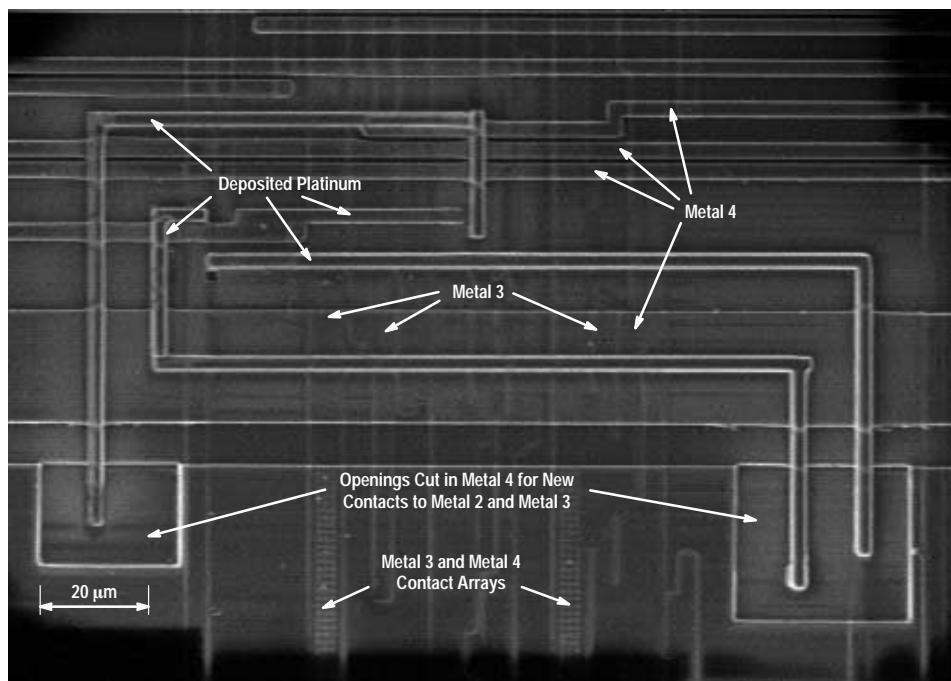 Deposited Platinum
Metal 4
Metal 3
Openings Cut in Metal 4 for New
Contacts to Metal 2 and Metal 3
Metal 3 and Metal 4
Contact Arrays
20 µm